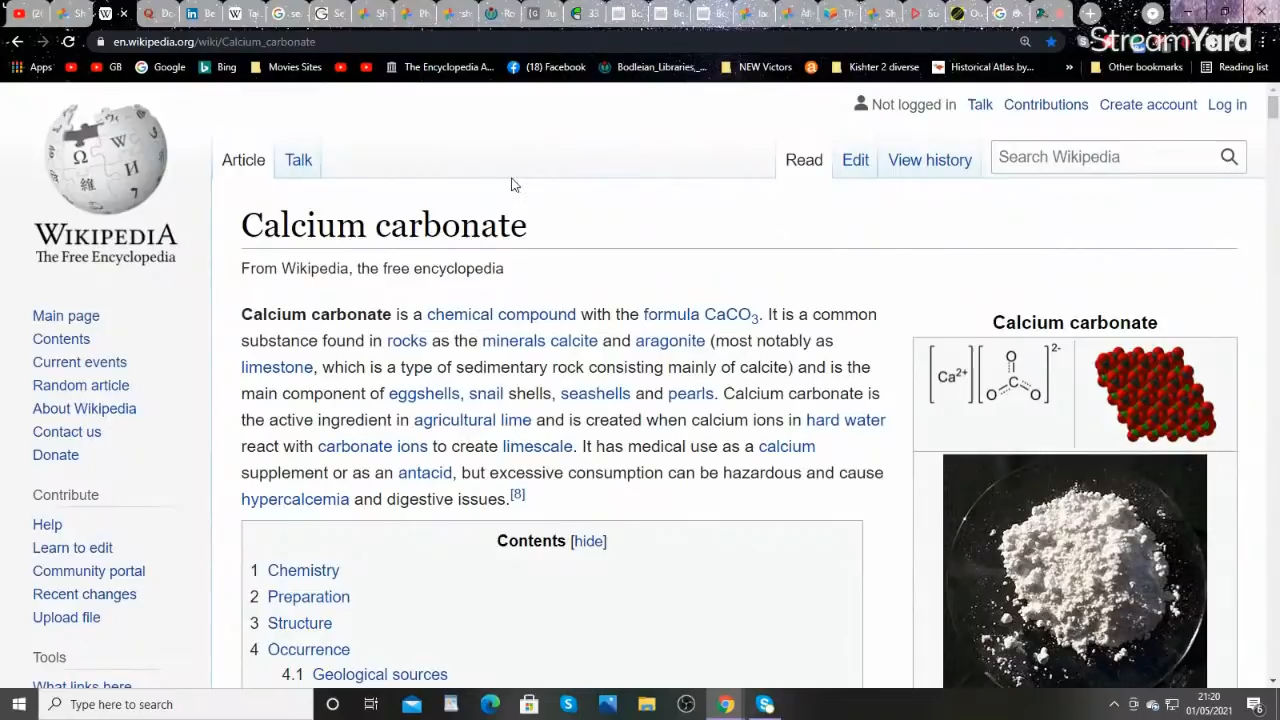 StreamYard
en.wikipedia.org/wiki/Calcium_carbonate
Apps GB Google Bing Movies Sites The Encyclopedia A... (18) Facebook Bodleian_Libraries_... NEW Victors Kishter 2 diverse Historical Atlas by... » Other bookmarks Reading list
Not logged in Talk Contributions Create account Log in
Article Talk Read Edit View history Search Wikipedia
WIKIPEDIA
The Free Encyclopedia
Calcium carbonate
From Wikipedia, the free encyclopedia
Main page
Contents
Current events
Random article
About Wikipedia
Contact us
Donate
Contribute
Help
Learn to edit
Community portal
Recent changes
Upload file
Tools
What links here
Calcium carbonate is a chemical compound with the formula CaCO3. It is a common
substance found in rocks as the minerals calcite and aragonite (most notably as
limestone, which is a type of sedimentary rock consisting mainly of calcite) and is the
main component of eggshells, snail shells, seashells and pearls. Calcium carbonate is
the active ingredient in agricultural lime and is created when calcium ions in hard water
react with carbonate ions to create limescale. It has medical use as a calcium
supplement or as an antacid, but excessive consumption can be hazardous and cause
hypercalcemia and digestive issues.[8]
Contents [hide]
1 Chemistry
2 Preparation
3 Structure
4 Occurrence
4.1 Geological sources
Calcium carbonate
Ca2+ O C O O 2-
Type here to search
21:20
01/05/2021
6